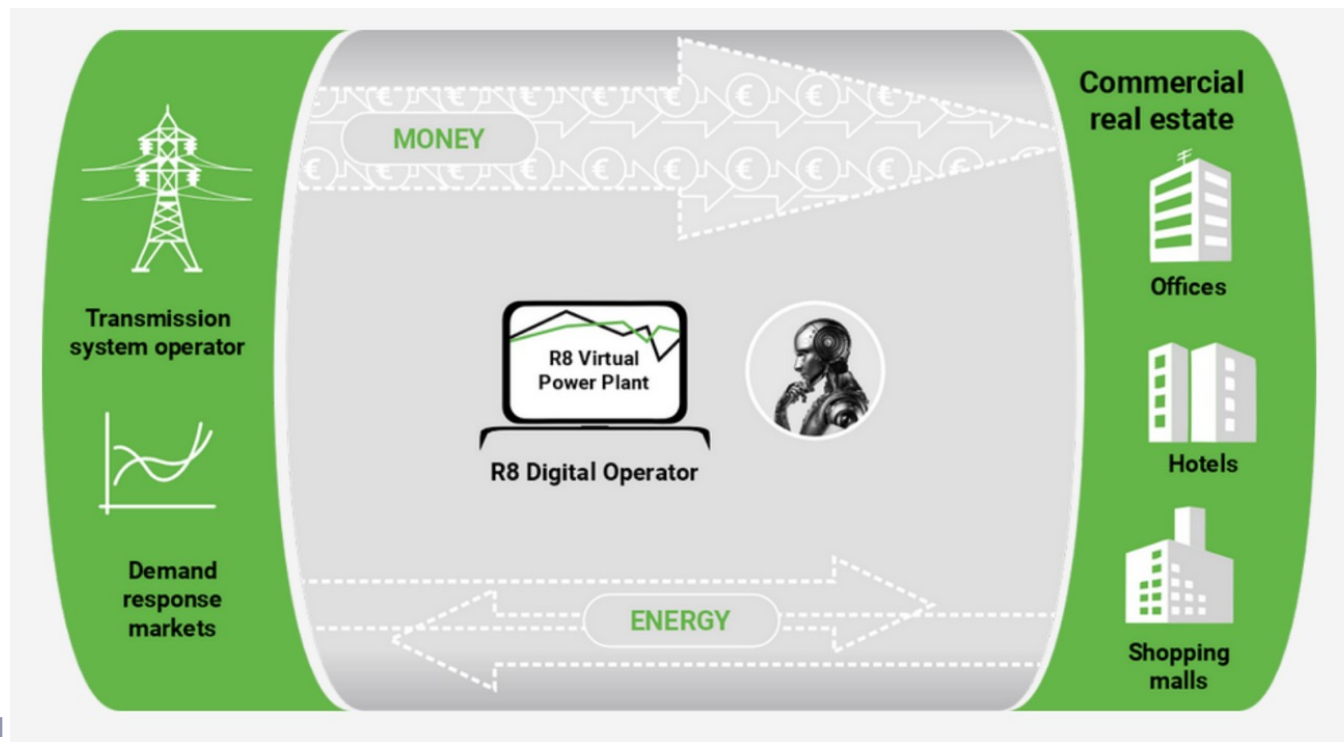 MONEY
Commercial
real estate
Offices
Transmission
system operator
R8 Virtual
Power Plant
R8 Digital Operator
Hotels
Demand
response
markets
ENERGY
Shopping
malls